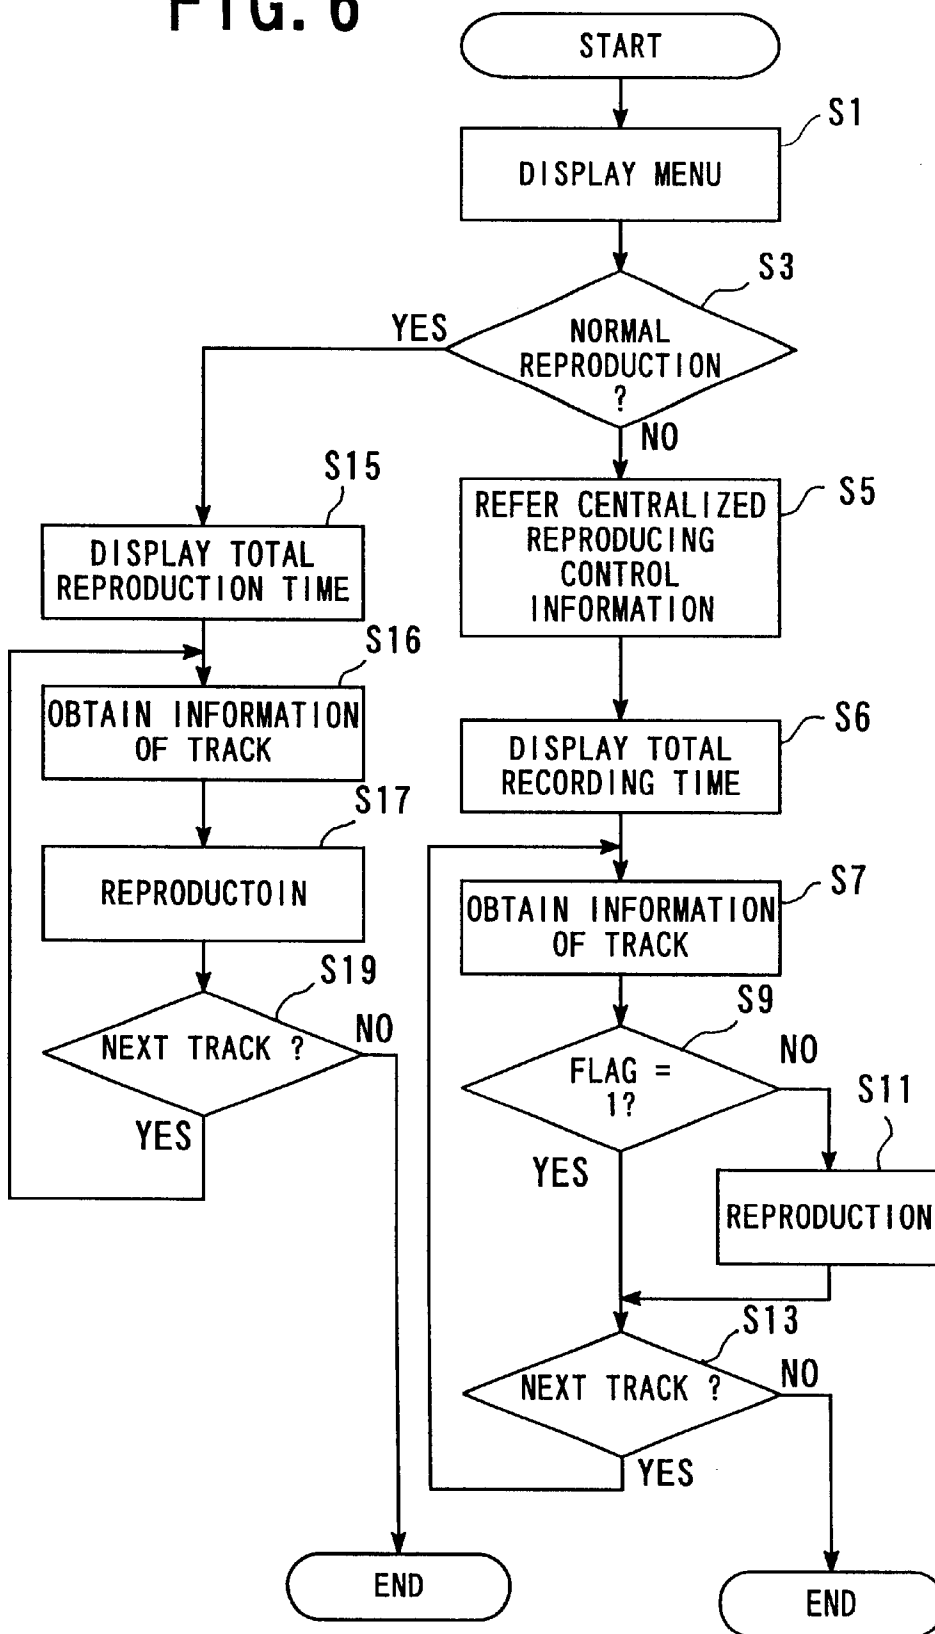 FIG. 6
START
S1
DISPLAY MENU
S3
NORMAL
REPRODUCTION
?
YES
NO
S5
REFER CENTRALIZED
REPRODUCING
CONTROL
INFORMATION
S15
DISPLAY TOTAL
REPRODUCTION TIME
S16
OBTAIN INFORMATION
OF TRACK
S6
DISPLAY TOTAL
RECORDING TIME
S17
REPRODUCTOIN
S7
OBTAIN INFORMATION
OF TRACK
S19
NEXT TRACK ?
NO
YES
S9
FLAG =
1?
NO
YES
S11
REPRODUCTION
S13
NEXT TRACK ?
NO
YES
END
END